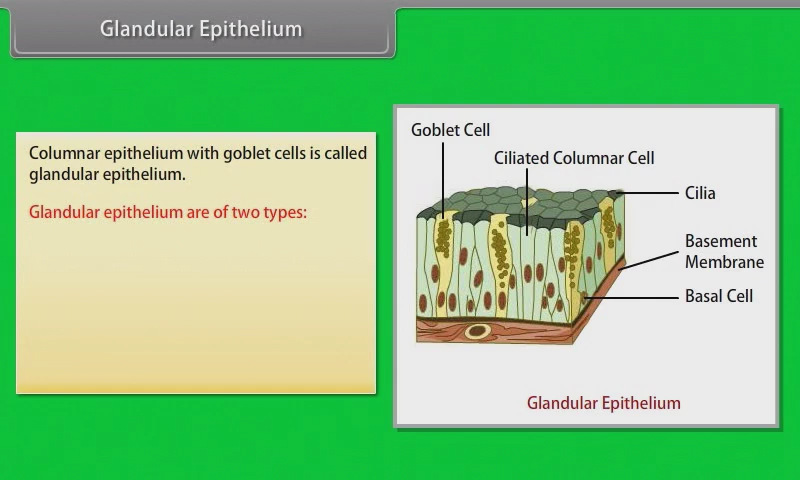 Glandular Epithelium
Columnar epithelium with goblet cells is called
glandular epithelium.
Glandular epithelium are of two types:
Goblet Cell
Ciliated Columnar Cell
Cilia
Basement
Membrane
Basal Cell
Glandular Epithelium